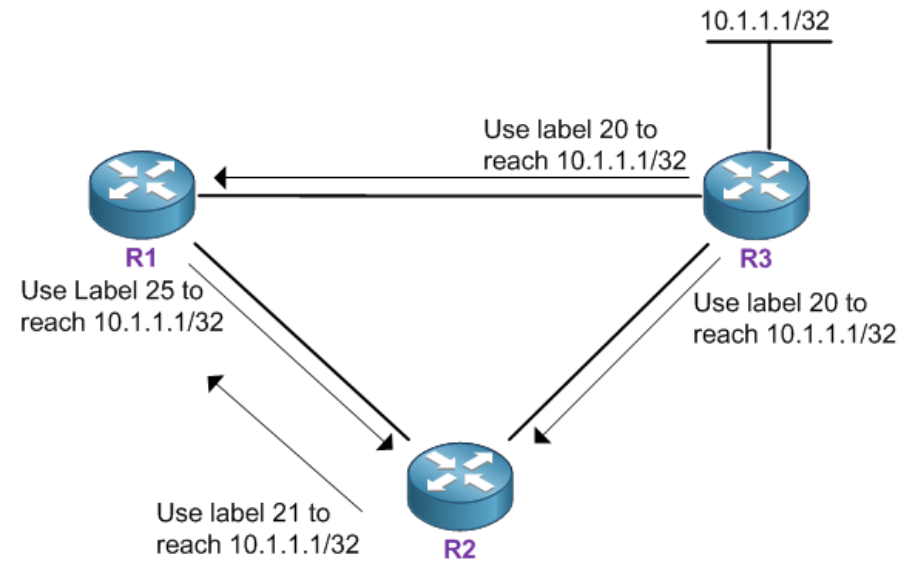 10.1.1.1/32
Use label 20 to
reach 10.1.1.1/32
R1
R3
Use Label 25 to
reach 10.1.1.1/32
Use label 20 to
reach 10.1.1.1/32
Use label 21 to
reach 10.1.1.1/32
R2